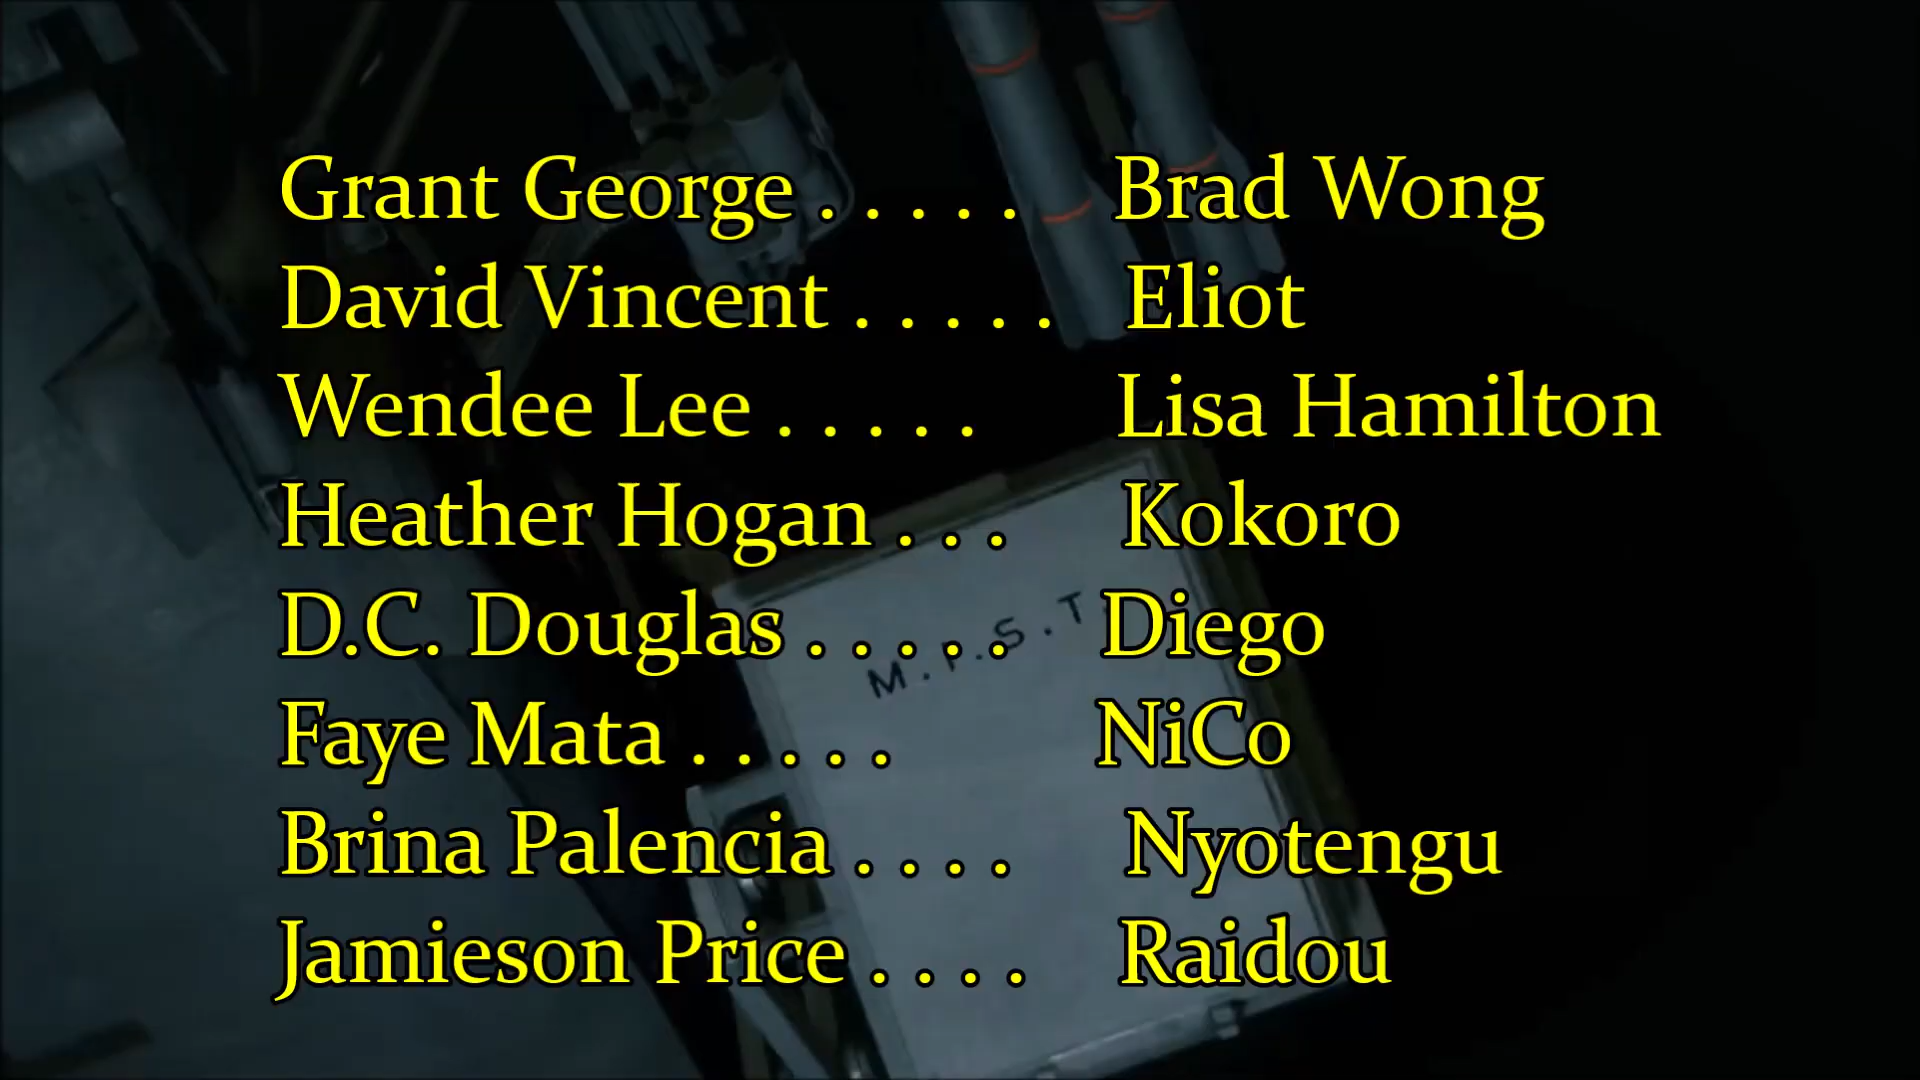 Grant George . . . . . Brad Wong
David Vincent . . . . . Eliot
Wendee Lee . . . . . Lisa Hamilton
Heather Hogan . . . Kokoro
D.C. Douglas . . . . . Diego
Faye Mata . . . . . NiCo
Brina Palencia . . . . Nyotengu
Jamieson Price . . . . Raidou